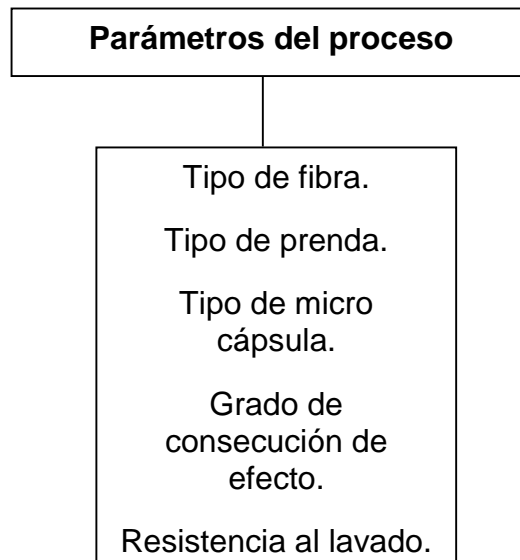 Parámetros del proceso
Tipo de fibra.
Tipo de prenda.
Tipo de micro
cápsula.
Grado de
consecución de
efecto.
Resistencia al lavado.